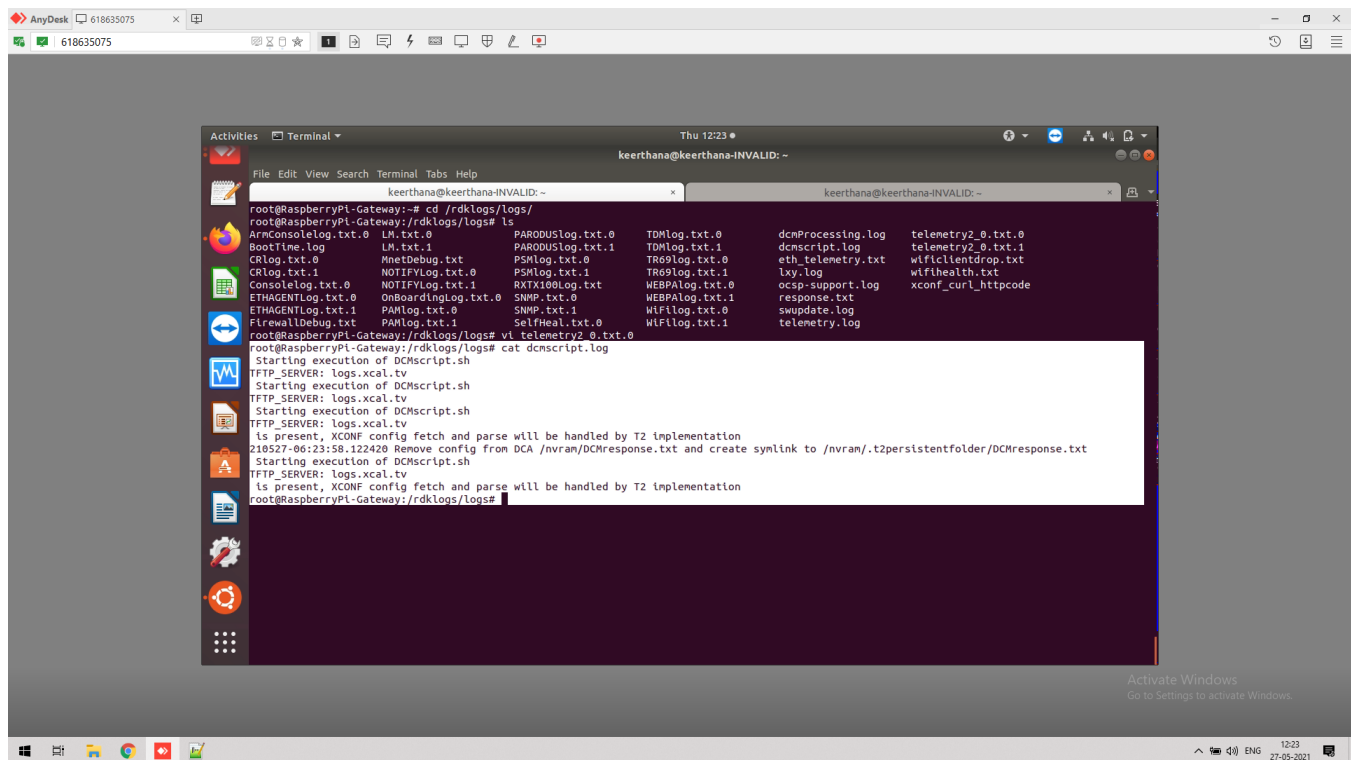 AnyDesk 618635075
618635075
1
Activities Terminal Thu 12:23
keerthana@keerthana-INVALID: ~
File Edit View Search Terminal Tabs Help
keerthana@keerthana-INVALID: ~ × keerthana@keerthana-INVALID: ~ ×
root@RaspberryPi-Gateway:~# cd /rdklogs/logs/
root@RaspberryPi-Gateway:/rdklogs/logs# ls
ArmConsolelog.txt.0 LM.txt.0 PARODUSlog.txt.0 TDMlog.txt.0 dcmProcessing.log telemetry2_0.txt.0
BootTime.log LM.txt.1 PARODUSlog.txt.1 TDMlog.txt.1 dcmscript.log telemetry2_0.txt.1
CRlog.txt.0 MnetDebug.txt PSMlog.txt.0 TR69log.txt.0 eth_telemetry.txt wificlientdrop.txt
CRlog.txt.1 NOTIFYLog.txt.0 PSMlog.txt.1 TR69log.txt.1 lxy.log wifihealth.txt
Consolelog.txt.0 NOTIFYLog.txt.1 RXTX100Log.txt WEBPAlog.txt.0 ocsp-support.log xconf_curl_httpcode
ETHAGENTLog.txt.0 OnBoardingLog.txt.0 SNMP.txt.0 WEBPAlog.txt.1 response.txt
ETHAGENTLog.txt.1 PAMlog.txt.0 SNMP.txt.1 WiFilog.txt.0 swupdate.log
FirewallDebug.txt PAMlog.txt.1 SelfHeal.txt.0 WiFilog.txt.1 telemetry.log
root@RaspberryPi-Gateway:/rdklogs/logs# vi telemetry2_0.txt.0
root@RaspberryPi-Gateway:/rdklogs/logs# cat dcmscript.log
Starting execution of DCMscript.sh
TFTP_SERVER: logs.xcal.tv
Starting execution of DCMscript.sh
TFTP_SERVER: logs.xcal.tv
Starting execution of DCMscript.sh
TFTP_SERVER: logs.xcal.tv
is present, XCONF config fetch and parse will be handled by T2 implementation
210527-06:23:58.122420 Remove config from DCA /nvram/DCMresponse.txt and create symlink to /nvram/.t2persistentfolder/DCMresponse.txt
Starting execution of DCMscript.sh
TFTP_SERVER: logs.xcal.tv
is present, XCONF config fetch and parse will be handled by T2 implementation
root@RaspberryPi-Gateway:/rdklogs/logs#
Activate Windows
Go to Settings to activate Windows.
ENG 12:23
27-05-2021